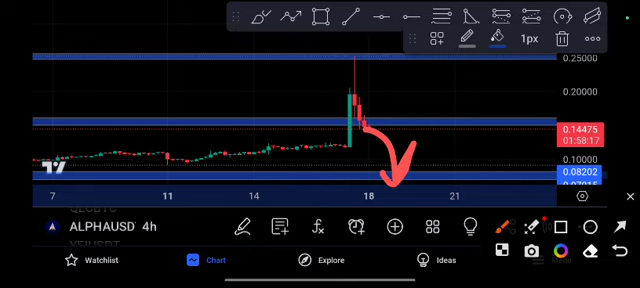 1px
0.25000
0.20000
0.14475
01:58:17
0.10000
0.08202
7 11 14 18 21
ALPHAUSD 4h
Watchlist
Chart
Explore
Ideas